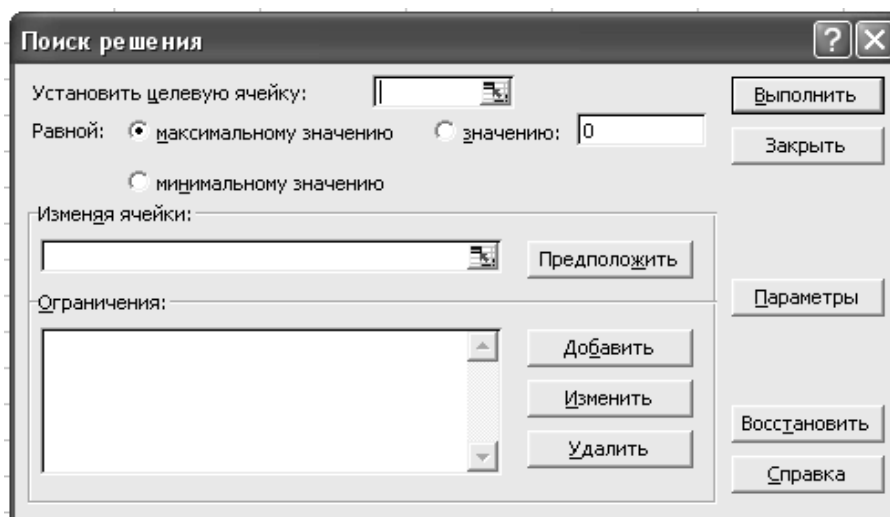 Поиск решения
Установить целевую ячейку:
Выполнить
Равной: максимальному значению значению: 0
Закрыть
минимальному значению
Изменяя ячейки:
Предположить
Параметры
Ограничения:
Добавить
Изменить
Удалить
Восстановить
Справка